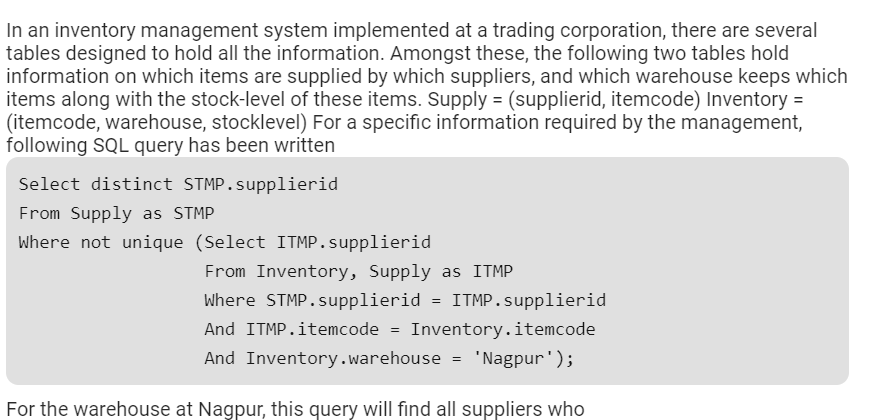 In an inventory management system implemented at a trading corporation, there are several
tables designed to hold all the information. Amongst these, the following two tables hold
information on which items are supplied by which suppliers, and which warehouse keeps which
items along with the stock-level of these items. Supply = (supplierid, itemcode) Inventory =
(itemcode, warehouse, stocklevel) For a specific information required by the management,
following SQL query has been written
Select distinct STMP.supplierid
From Supply as STMP
Where not unique (Select ITMP.supplierid
From Inventory, Supply as ITMP
Where STMP.supplierid = ITMP.supplierid
And ITMP.itemcode = Inventory.itemcode
And Inventory.warehouse = 'Nagpur');
For the warehouse at Nagpur, this query will find all suppliers who